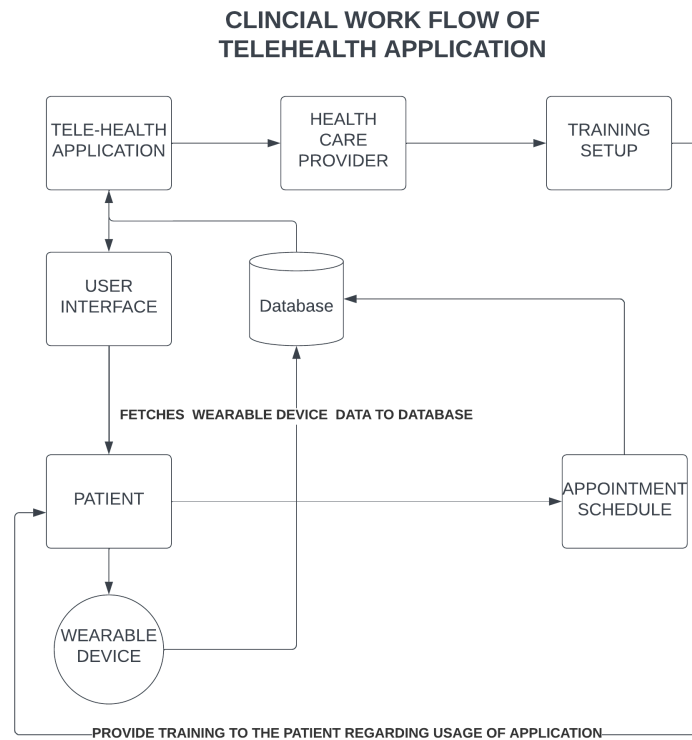 CLINCIAL WORK FLOW OF
TELEHEALTH APPLICATION
TELE-HEALTH
APPLICATION
HEALTH
CARE
PROVIDER
TRAINING
SETUP
USER
INTERFACE
Database
FETCHES WEARABLE DEVICE DATA TO DATABASE
PATIENT
APPOINTMENT
SCHEDULE
WEARABLE
DEVICE
PROVIDE TRAINING TO THE PATIENT REGARDING USAGE OF APPLICATION